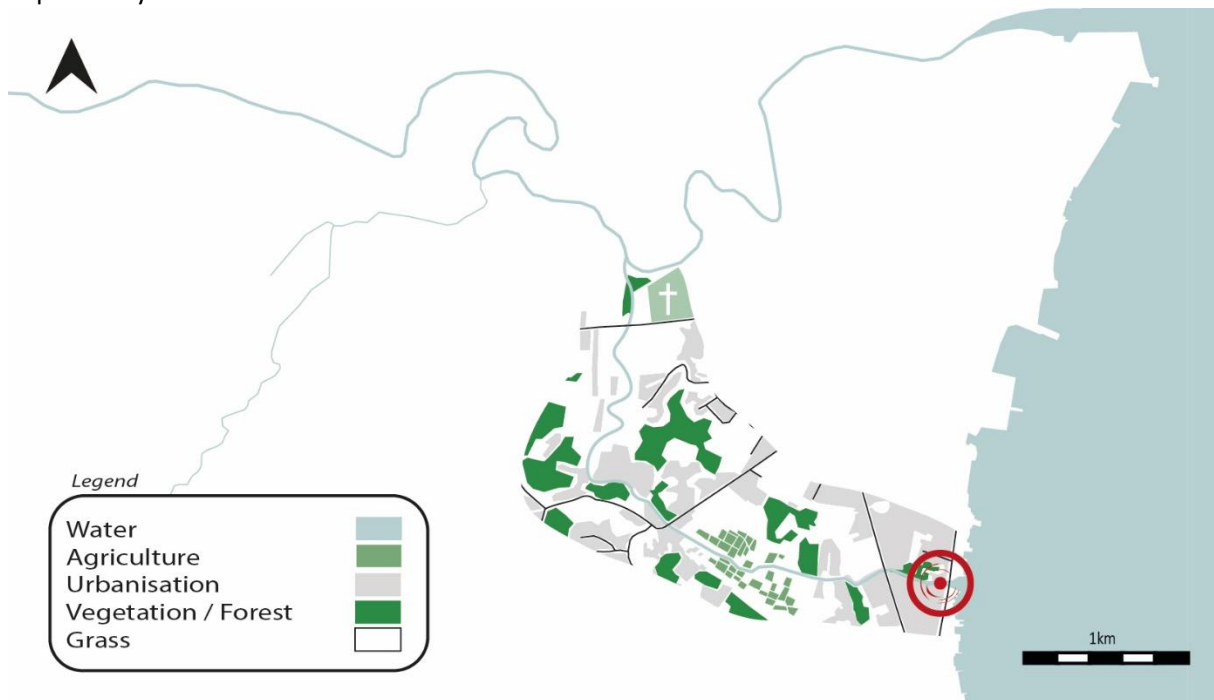 Legend
Water
Agriculture
Urbanisation
Vegetation / Forest
Grass
1km